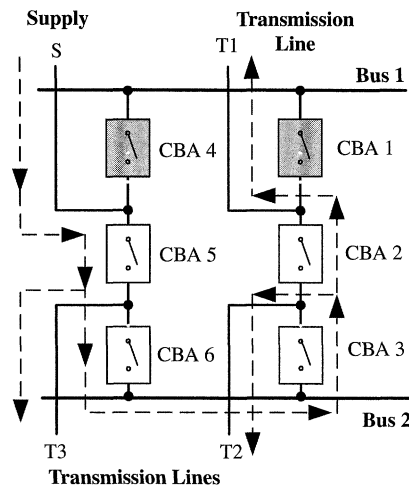 Supply
Transmission
Line
S
T1
Bus 1
CBA 4
CBA 1
CBA 5
CBA 2
CBA 6
CBA 3
Bus 2
T3
T2
Transmission Lines